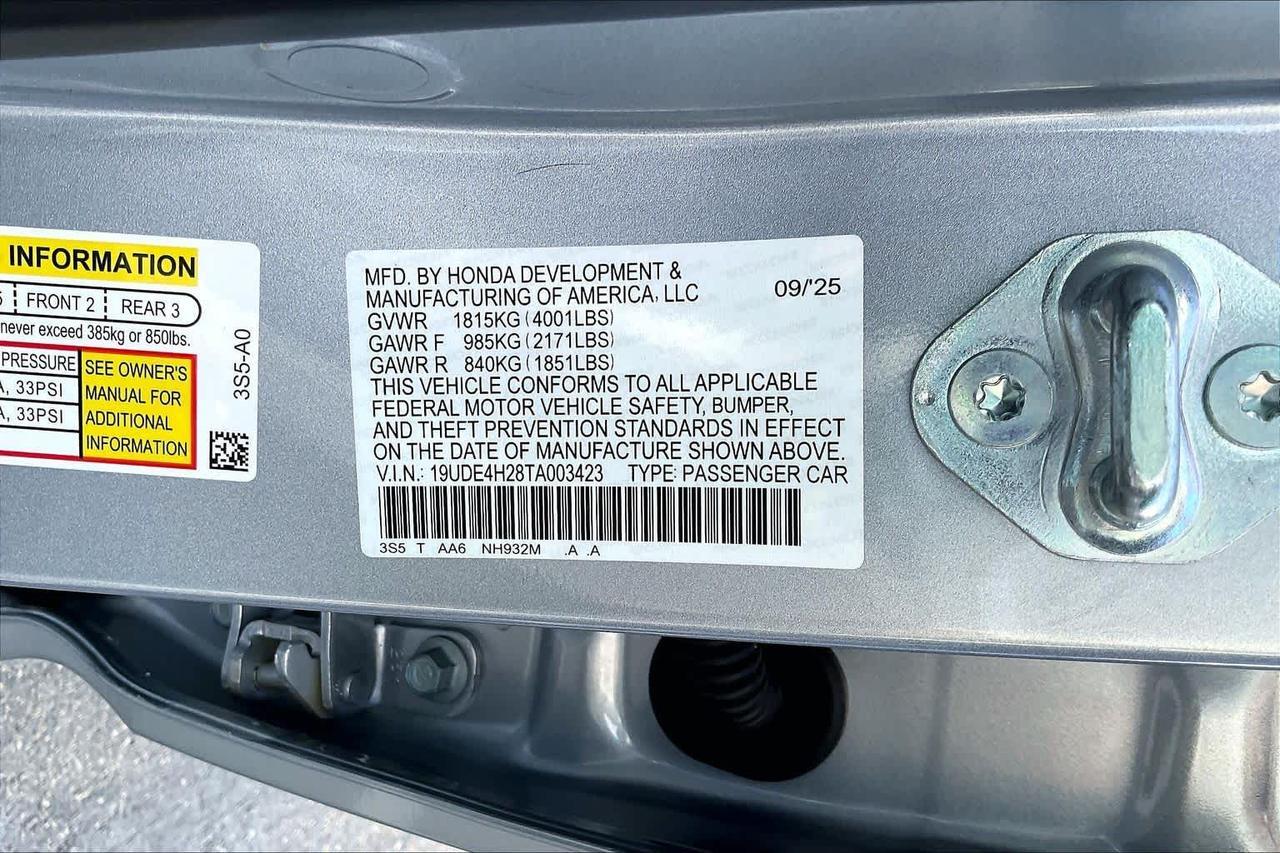 INFORMATION
FRONT 2
REAR 3
never exceed 385kg or 850lbs.
PRESSURE
A, 33PSI
A, 33PSI
SEE OWNER'S
MANUAL FOR
ADDITIONAL
INFORMATION
3S5-A0
MFD. BY HONDA DEVELOPMENT &
MANUFACTURING OF AMERICA, LLC 09/'25
GVWR 1815KG (4001LBS)
GAWR F 985KG (2171LBS)
GAWR R 840KG (1851LBS)
THIS VEHICLE CONFORMS TO ALL APPLICABLE
FEDERAL MOTOR VEHICLE SAFETY, BUMPER,
AND THEFT PREVENTION STANDARDS IN EFFECT
ON THE DATE OF MANUFACTURE SHOWN ABOVE.
V.I.N.: 19UDE4H28TA003423 TYPE: PASSENGER CAR
3S5 T AA6 NH932M .A .A